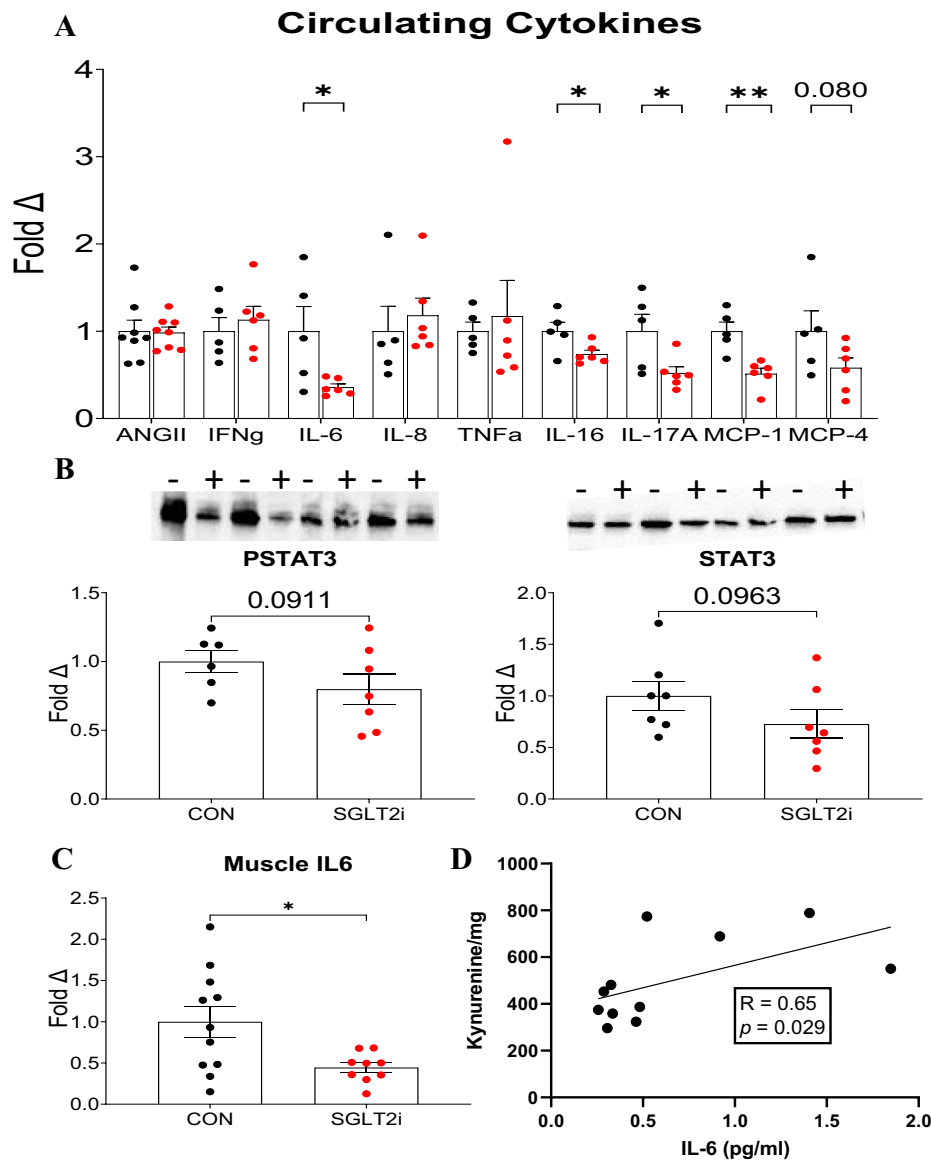 A Circulating Cytokines
Fold Δ
4
3
2
1
0
* * * ** 0.080
ANGII IFNg IL-6 IL-8 TNFa IL-16 IL-17A MCP-1 MCP-4
B
- + - + - + - +
PSTAT3
0.0911
Fold Δ
1.5
1.0
0.5
0.0
CON SGLT2i
- + - + - + - +
STAT3
0.0963
Fold Δ
2.0
1.5
1.0
0.5
0.0
CON SGLT2i
C
Muscle IL6
*
Fold Δ
2.5
2.0
1.5
1.0
0.5
0.0
CON SGLT2i
D
Kynurenine/mg
1000
800
600
400
200
0
R = 0.65
p = 0.029
0.0 0.5 1.0 1.5 2.0
IL-6 (pg/ml)